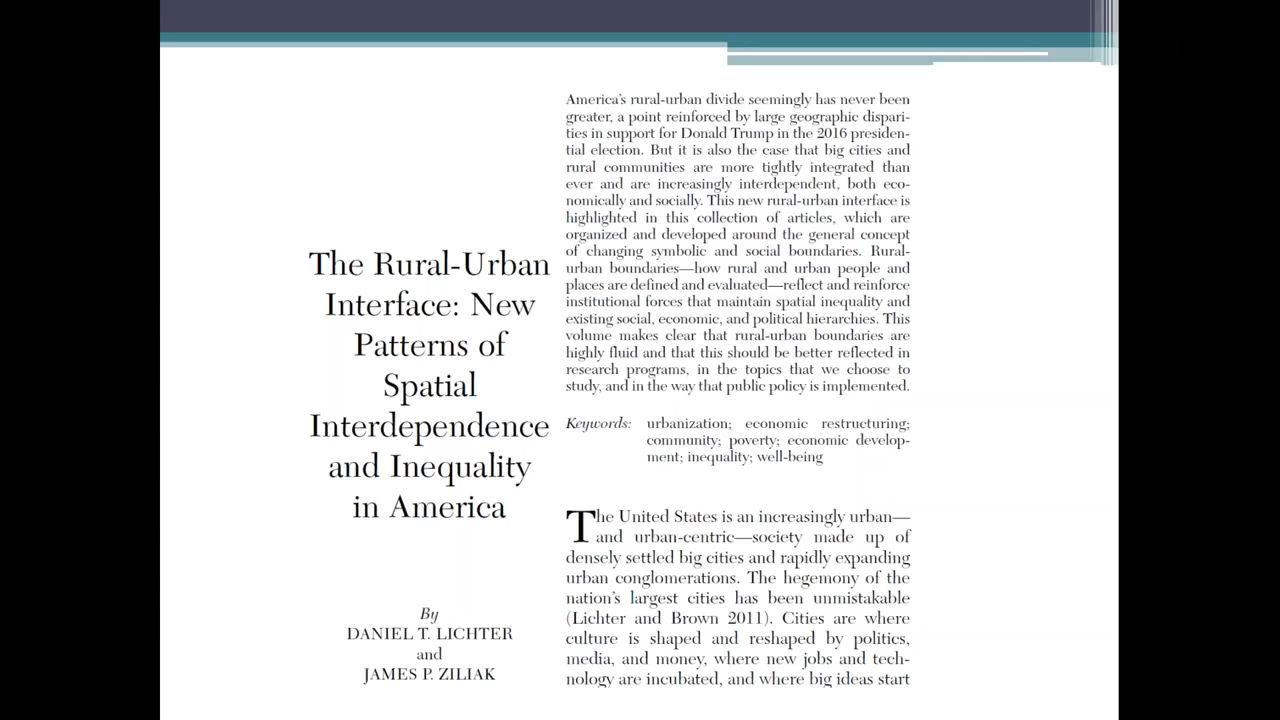 The Rural-Urban
Interface: New
Patterns of
Spatial
Interdependence
and Inequality
in America
By
DANIEL T. LICHTER
and
JAMES P. ZILIAK
America's rural-urban divide seemingly has never been
greater, a point reinforced by large geographic dispari-
ties in support for Donald Trump in the 2016 presiden-
tial election. But it is also the case that big cities and
rural communities are more tightly integrated than
ever and are increasingly interdependent, both eco-
nomically and socially. This new rural-urban interface is
highlighted in this collection of articles, which are
organized and developed around the general concept
of changing symbolic and social boundaries. Rural-
urban boundaries—how rural and urban people and
places are defined and evaluated—reflect and reinforce
institutional forces that maintain spatial inequality and
existing social, economic, and political hierarchies. This
volume makes clear that rural-urban boundaries are
highly fluid and that this should be better reflected in
research programs, in the topics that we choose to
study, and in the way that public policy is implemented.
Keywords: urbanization; economic restructuring;
community; poverty; economic develop-
ment; inequality; well-being
The United States is an increasingly urban—
and urban-centric—society made up of
densely settled big cities and rapidly expanding
urban conglomerations. The hegemony of the
nation's largest cities has been unmistakable
(Lichter and Brown 2011). Cities are where
culture is shaped and reshaped by politics,
media, and money, where new jobs and tech-
nology are incubated, and where big ideas start